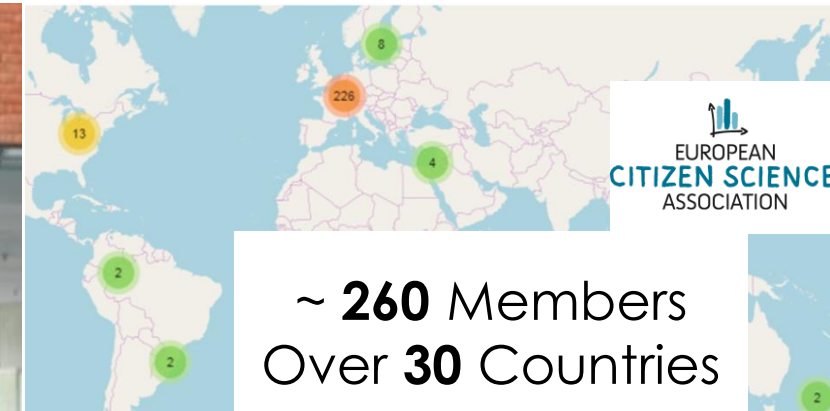 8
226
13
4
EUROPEAN
CITIZEN SCIENCE
ASSOCIATION
2
~ 260 Members
Over 30 Countries
2
2